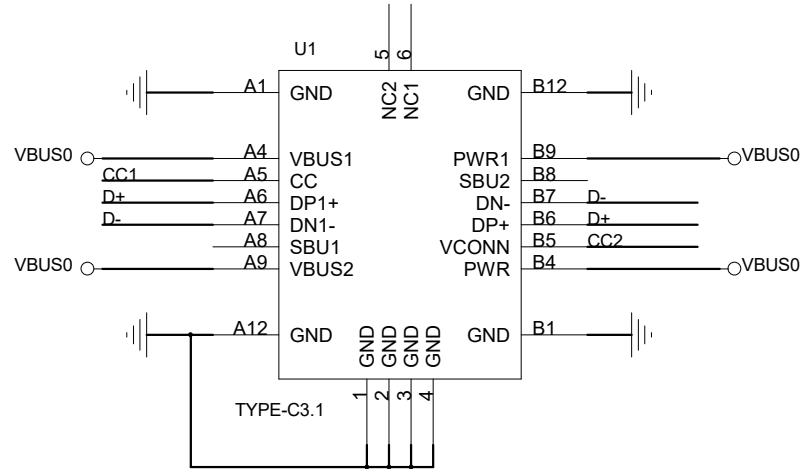 U1
5
6
A1
GND
NC2
NC1
GND
B12
VBUS0
A4
VBUS1
PWR1
B9
VBUS0
CC1
A5
CC
SBU2
B8
D+
A6
DP1+
DN-
B7
D-
D-
A7
DN1-
DP+
B6
D+
A8
SBU1
VCONN
B5
CC2
VBUS0
A9
VBUS2
PWR
B4
VBUS0
A12
GND
GND
GND
GND
GND
GND
B1
1
2
3
4
TYPE-C3.1